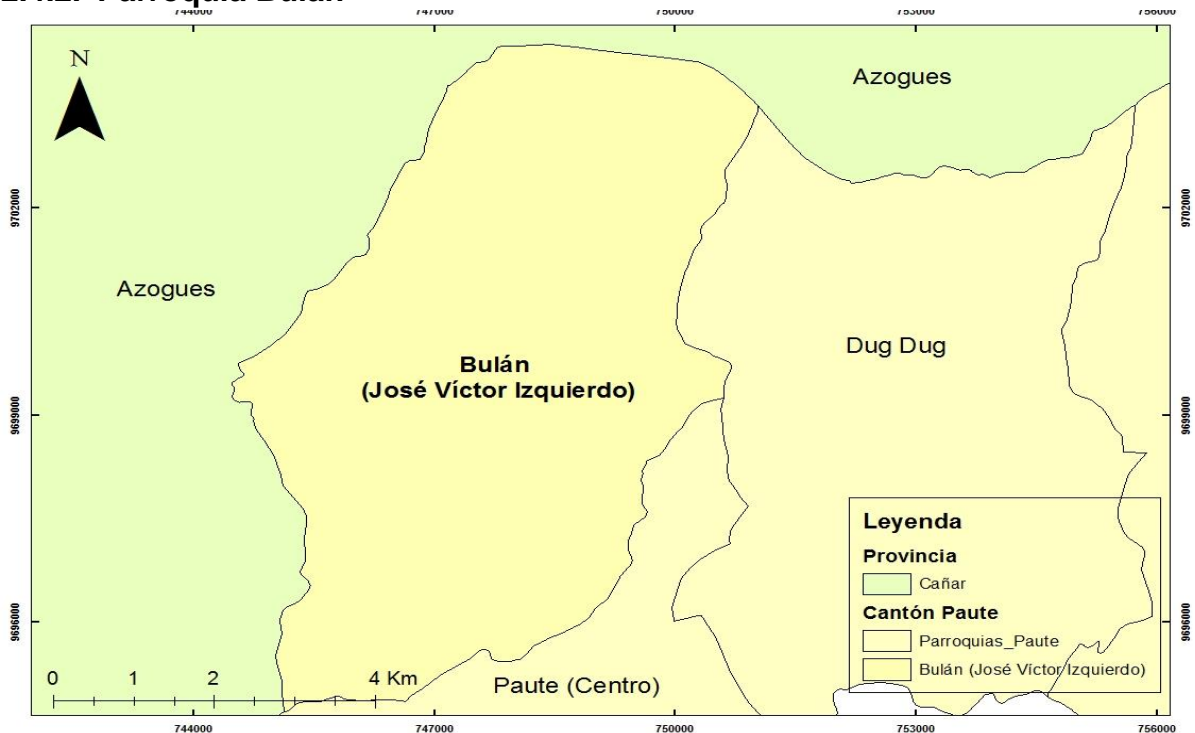 Parroquia Bulán
744000 747000 750000 753000 756000
N
Azogues
9702000 9702000
Azogues
Dug Dug
Bulán
(José Víctor Izquierdo)
9699000 9699000
Leyenda
Provincia
Cañar
Cantón Paute
9696000 9696000
Parroquias_Paute
Bulán (José Víctor Izquierdo)
0 1 2 4 Km
Paute (Centro)
744000 747000 750000 753000 756000